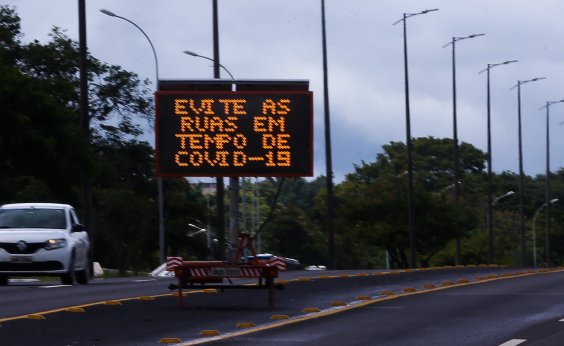 EVITE AS
RUAS EM
TEMPO DE
COVID-19